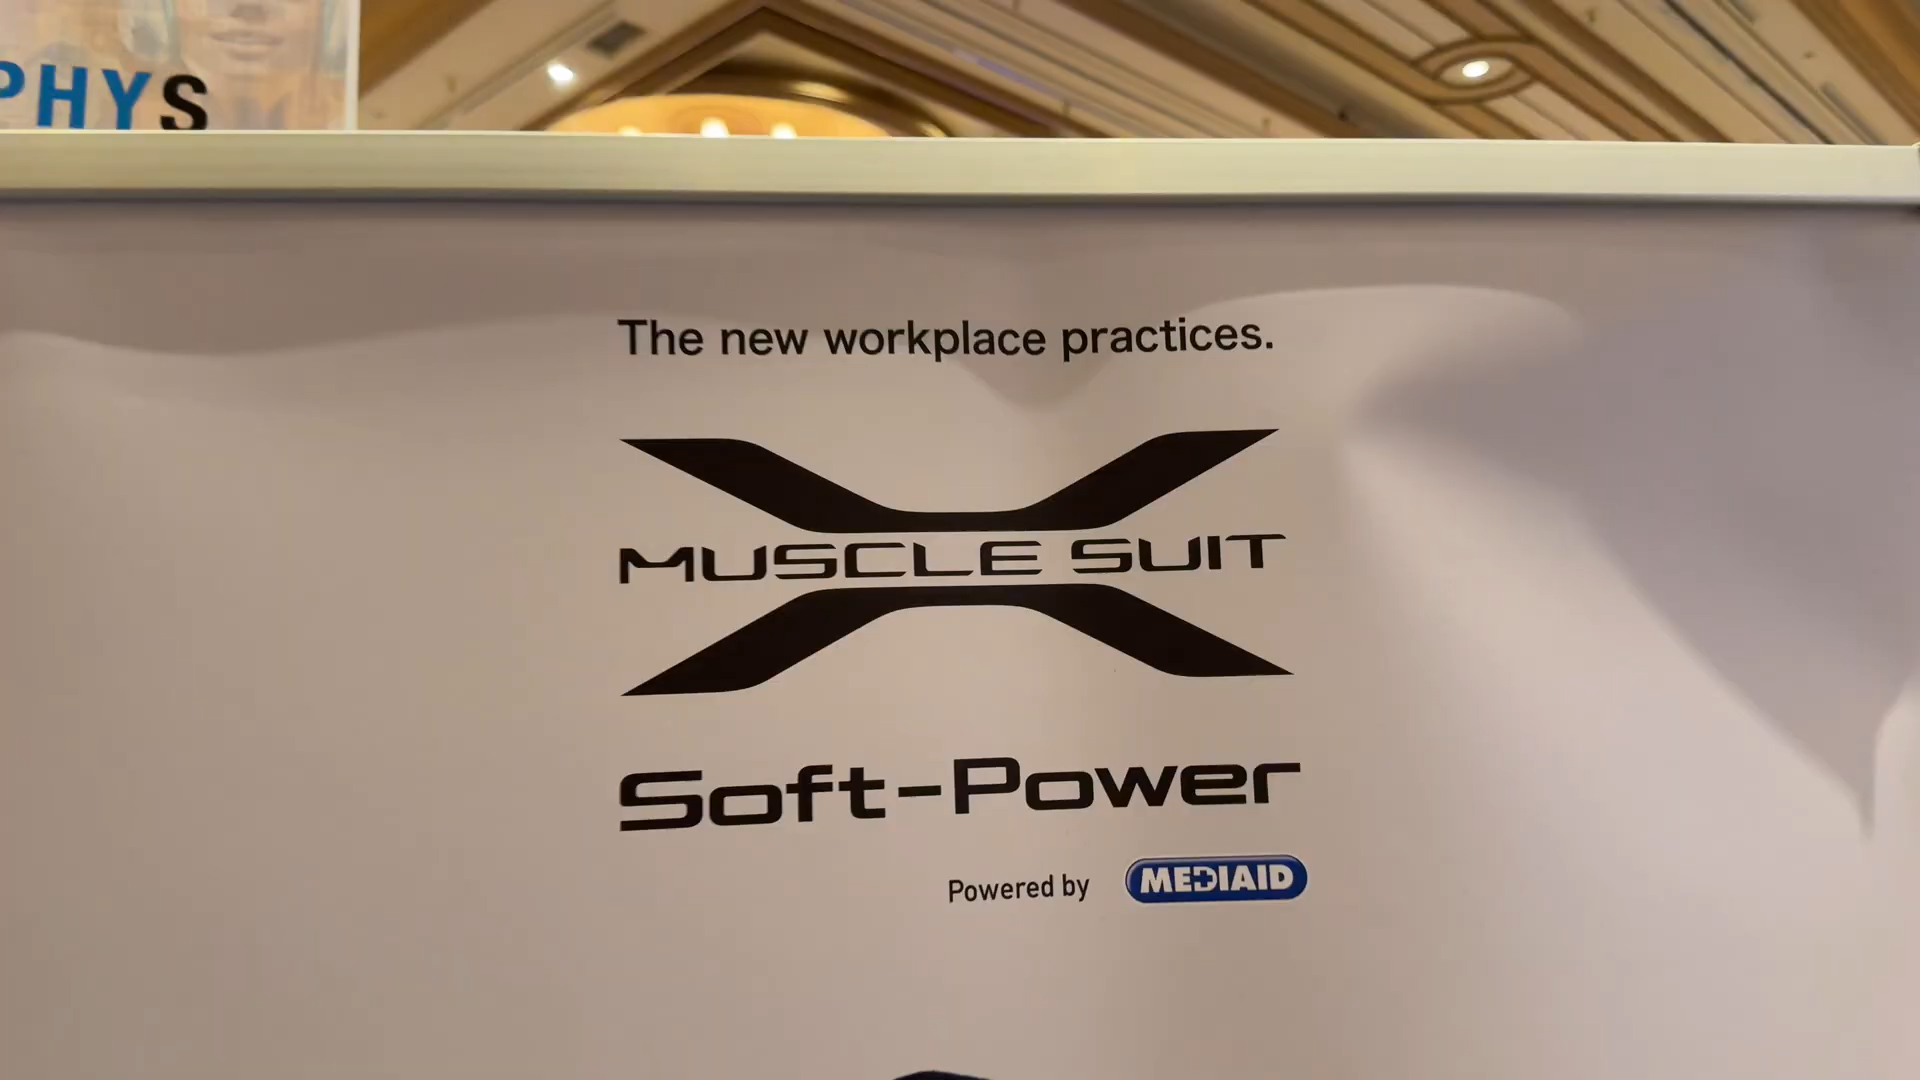 PHYS
The new workplace practices.
MUSCLE SUIT
Soft-Power
Powered by MEDIAID